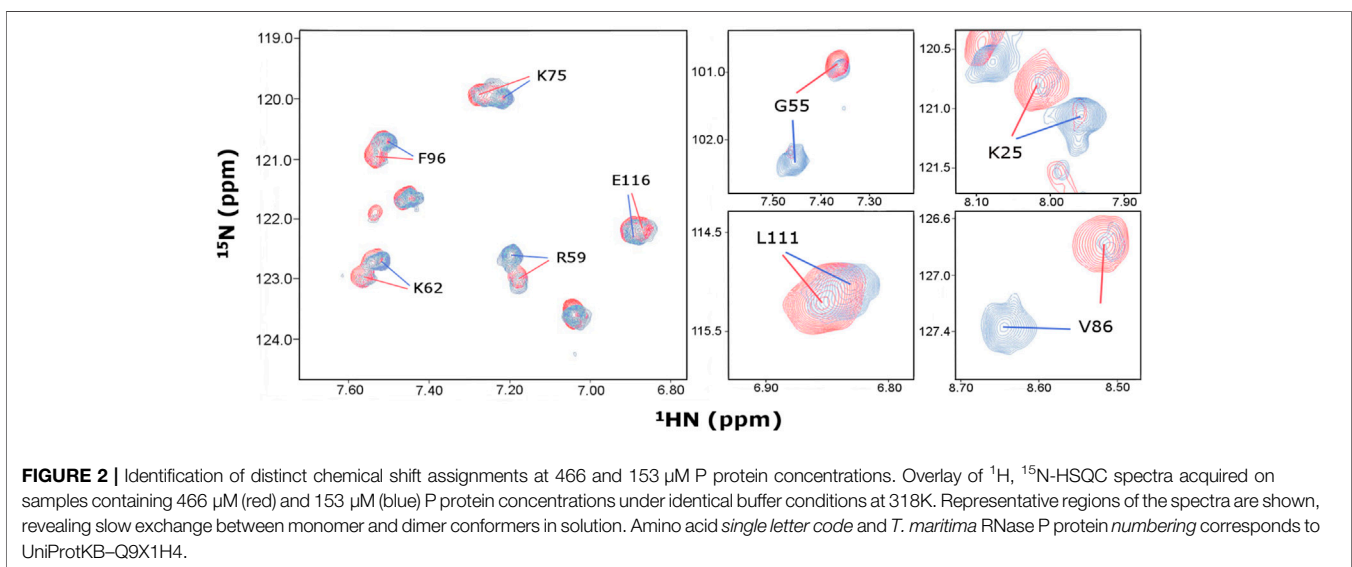 119.0
120.0
121.0
122.0
123.0
124.0
K75
F96
E116
R59
K62
7.60
7.40
7.20
7.00
6.80
15N (ppm)
101.0
102.0
G55
7.50
7.40
7.30
120.5
121.0
121.5
K25
8.10
8.00
7.90
114.5
115.5
L111
6.90
6.80
126.6
127.0
127.4
V86
8.70
8.60
8.50
¹HN (ppm)
FIGURE 2 | Identification of distinct chemical shift assignments at 466 and 153 µM P protein concentrations. Overlay of ¹H, ¹⁵N-HSQC spectra acquired on
samples containing 466 µM (red) and 153 µM (blue) P protein concentrations under identical buffer conditions at 318K. Representative regions of the spectra are shown,
revealing slow exchange between monomer and dimer conformers in solution. Amino acid single letter code and T. maritima RNase P protein numbering corresponds to
UniProtKB–Q9X1H4.